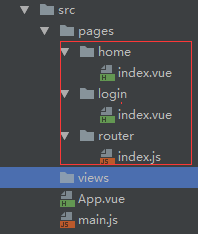 src
pages
home
index.vue
login
index.vue
router
index.js
views
App.vue
main.js